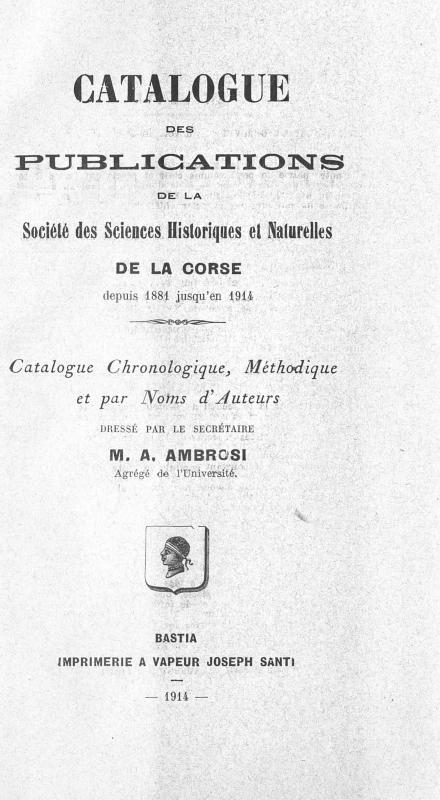 CATALOGUE
DES
PUBLICATIONS
DE LA
Société des Sciences Historiques et Naturelles
DE LA CORSE
depuis 1881 jusqu'en 1914
Catalogue Chronologique, Méthodique
et par Noms d'Auteurs
DRESSÉ PAR LE SECRÉTAIRE
M. A. AMBROSI
Agrégé de l'Université.
BASTIA
IMPRIMERIE A VAPEUR JOSEPH SANTI
— 1914 —